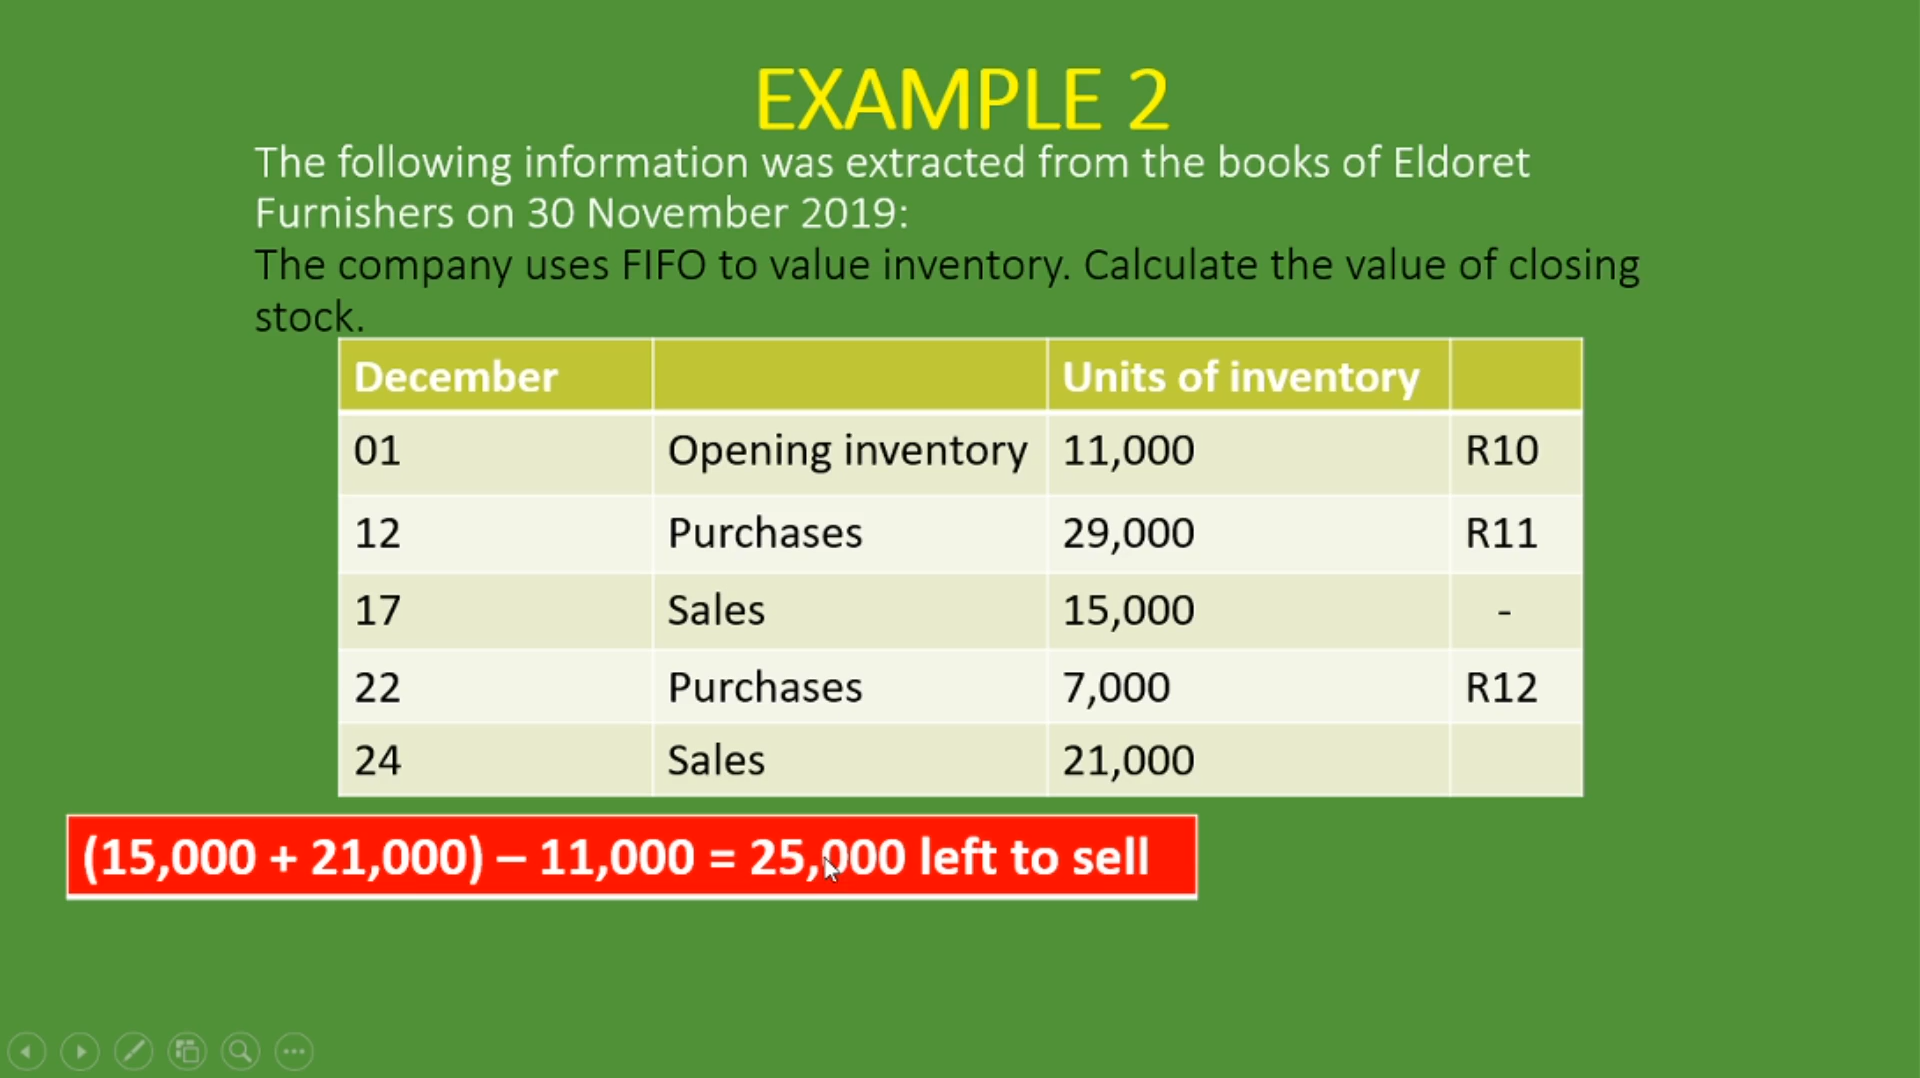 EXAMPLE 2
The following information was extracted from the books of Eldoret
Furnishers on 30 November 2019:
The company uses FIFO to value inventory. Calculate the value of closing
stock.
December Units of inventory
01 Opening inventory 11,000 R10
12 Purchases 29,000 R11
17 Sales 15,000 -
22 Purchases 7,000 R12
24 Sales 21,000
(15,000 + 21,000) – 11,000 = 25,000 left to sell